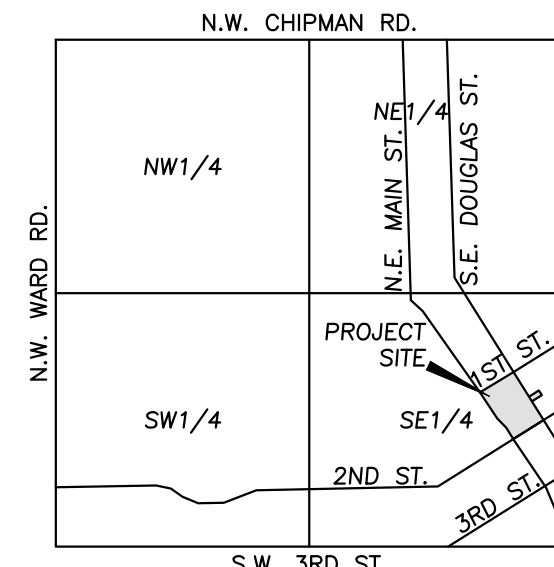 N.W. CHIPMAN RD.
NE1/4
NW1/4
N.E. MAIN ST.
S.E. DOUGLAS ST.
N.W. WARD RD.
PROJECT
SITE
1ST ST.
SW1/4
SE1/4
2ND ST.
3RD ST.
S.W. 3RD ST